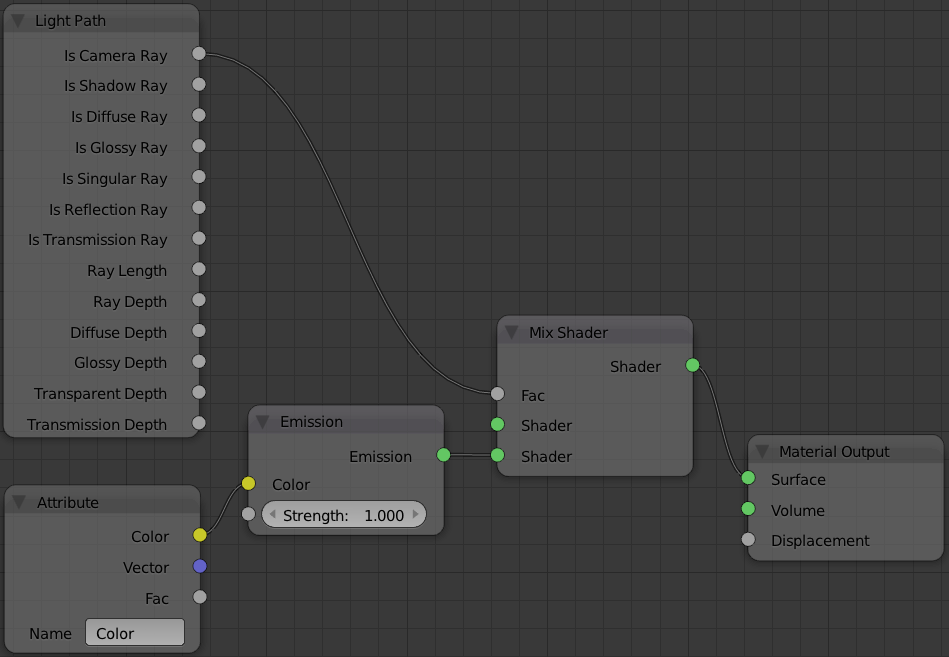 Light Path
Is Camera Ray
Is Shadow Ray
Is Diffuse Ray
Is Glossy Ray
Is Singular Ray
Is Reflection Ray
Is Transmission Ray
Ray Length
Ray Depth
Diffuse Depth
Glossy Depth
Transparent Depth
Transmission Depth
Attribute
Color
Vector
Fac
Name Color
Emission
Emission
Color
Strength: 1.000
Mix Shader
Shader
Fac
Shader
Shader
Material Output
Surface
Volume
Displacement